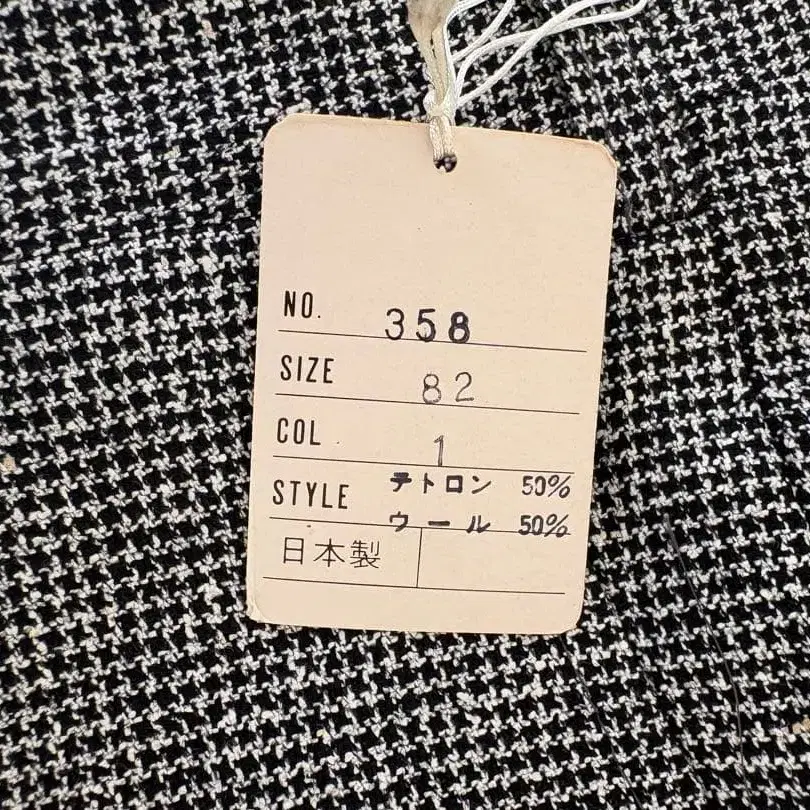 NO. 358
SIZE 82
COL. 1
STYLE テトロン 50%
ウール 50%
日本製